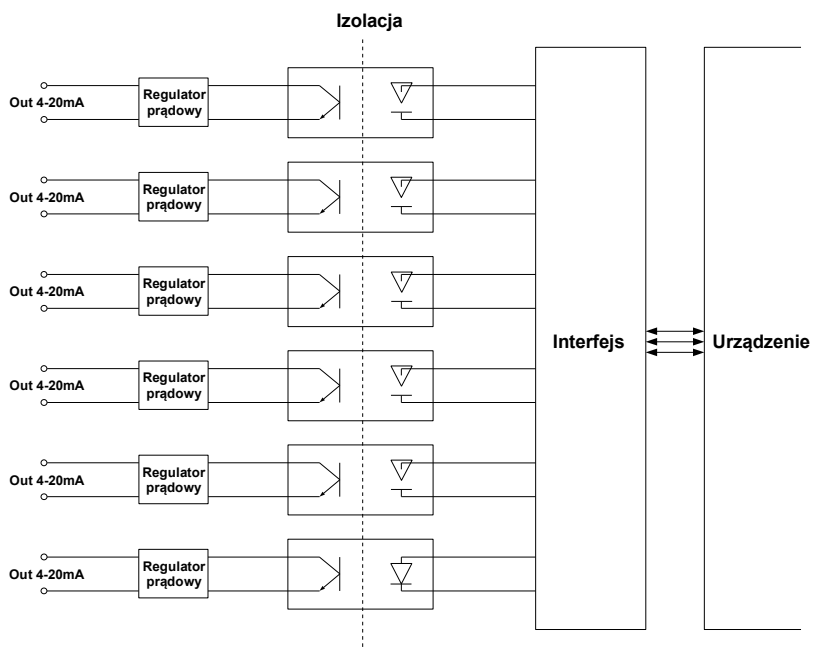 Izolacja
Out 4-20mA
Regulator
prądowy
Out 4-20mA
Regulator
prądowy
Out 4-20mA
Regulator
prądowy
Interfejs
Urządzenie
Out 4-20mA
Regulator
prądowy
Out 4-20mA
Regulator
prądowy
Out 4-20mA
Regulator
prądowy